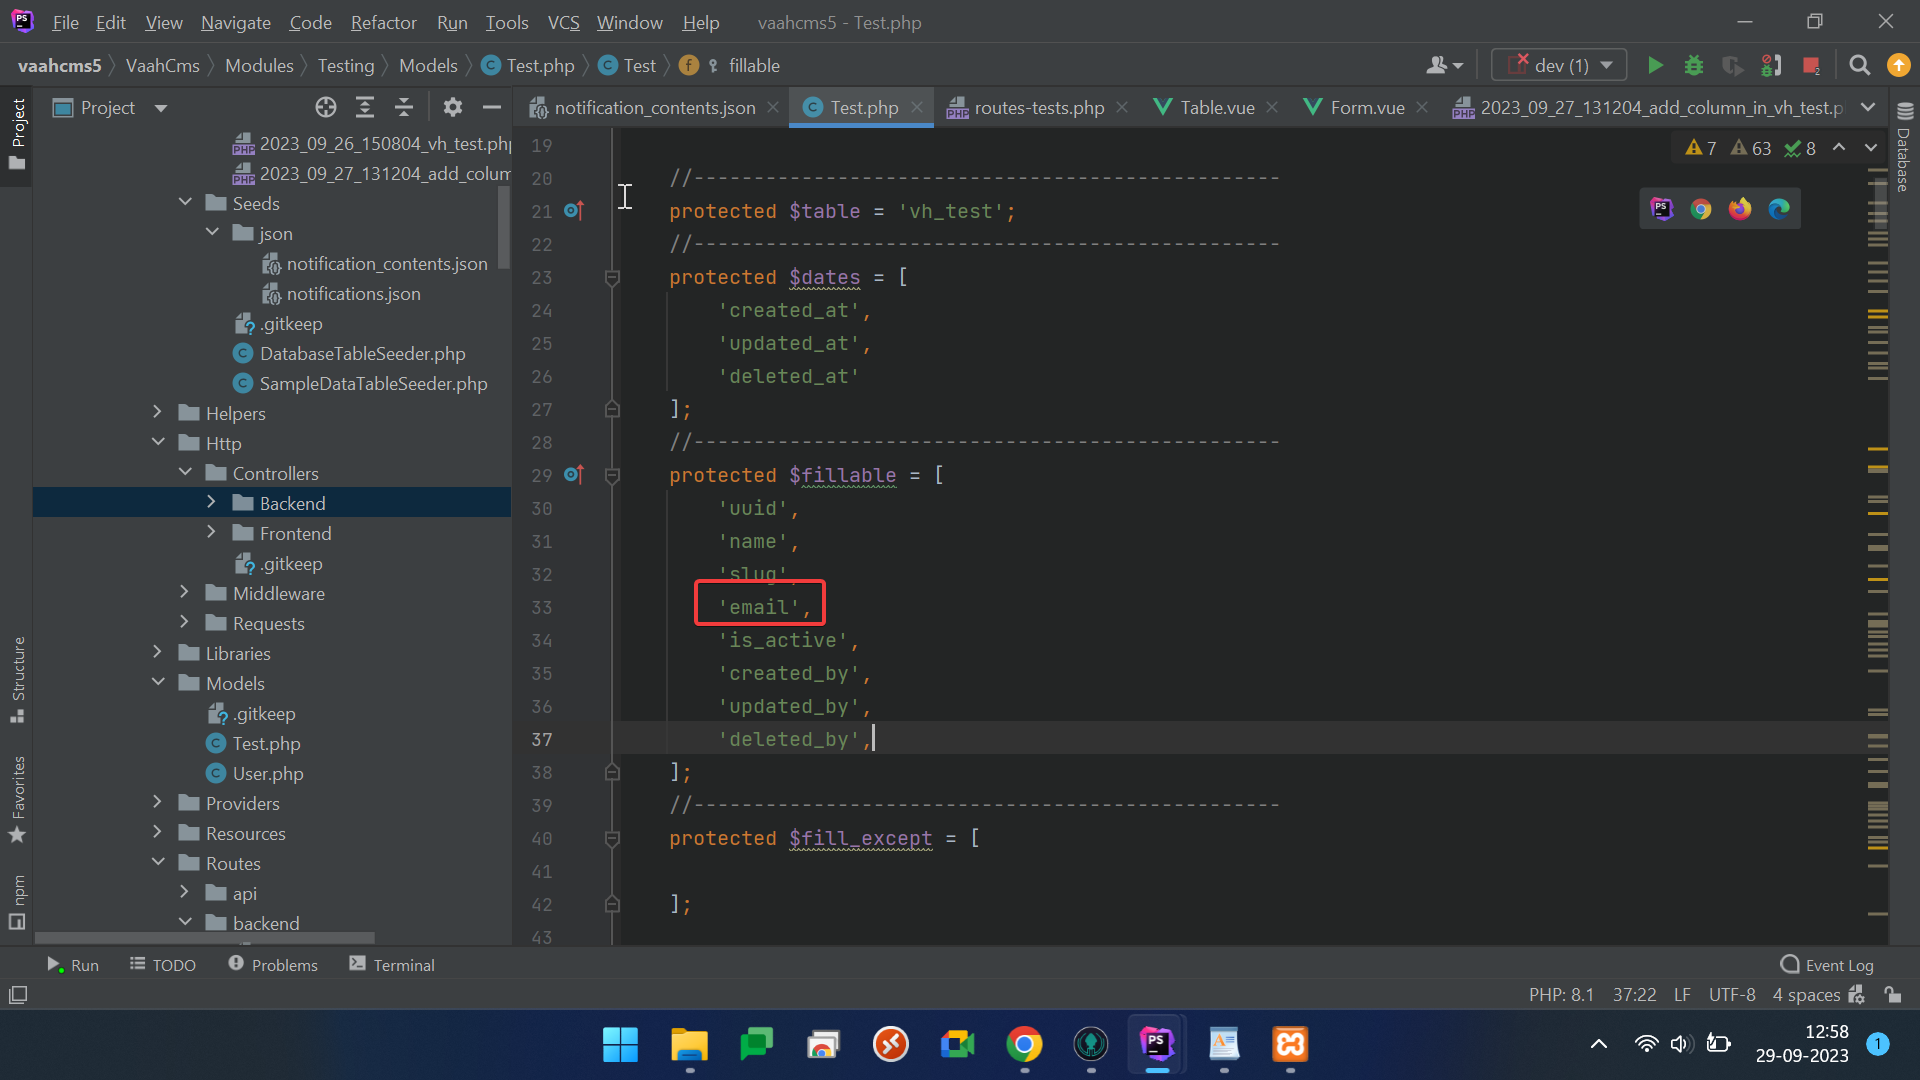 File Edit View Navigate Code Refactor Run Tools VCS Window Help vaahcms5 - Test.php
vaahcms5 VaahCms Modules Testing Models Test.php Test fillable dev (1)
Project
notification_contents.json Test.php routes-tests.php Table.vue Form.vue 2023_09_27_131204_add_column_in_vh_test.p
Project
Structure
Favorites
npm
Database
2023_09_26_150804_vh_test.php
2023_09_27_131204_add_colum
Seeds
json
notification_contents.json
notifications.json
.gitkeep
DatabaseTableSeeder.php
SampleDataTableSeeder.php
Helpers
Http
Controllers
Backend
Frontend
.gitkeep
Middleware
Requests
Libraries
Models
.gitkeep
Test.php
User.php
Providers
Resources
Routes
api
backend
7 63 8
19
20 //-------------------------------------------------
21 protected $table = 'vh_test';
22 //-------------------------------------------------
23 protected $dates = [
24 'created_at',
25 'updated_at',
26 'deleted_at'
27 ];
28 //-------------------------------------------------
29 protected $fillable = [
30 'uuid',
31 'name',
32 'slug',
33 'email',
34 'is_active',
35 'created_by',
36 'updated_by',
37 'deleted_by',
38 ];
39 //-------------------------------------------------
40 protected $fill_except = [
41
42 ];
43
Run TODO Problems Terminal Event Log
PHP: 8.1 37:22 LF UTF-8 4 spaces
12:58
29-09-2023
1